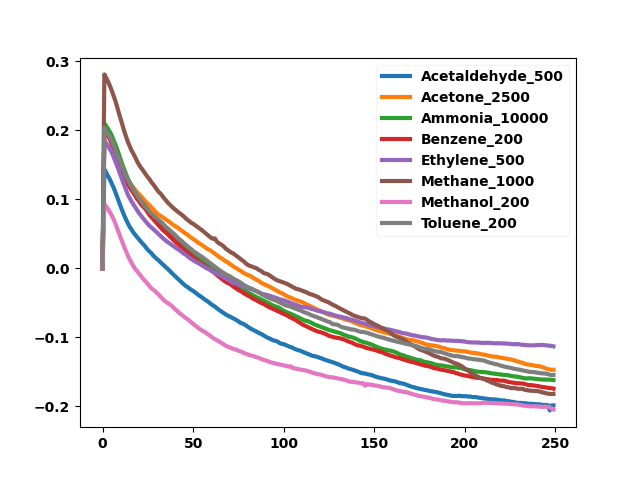 0.3
0.2
0.1
0.0
−0.1
−0.2
0
50
100
150
200
250
Acetaldehyde_500
Acetone_2500
Ammonia_10000
Benzene_200
Ethylene_500
Methane_1000
Methanol_200
Toluene_200